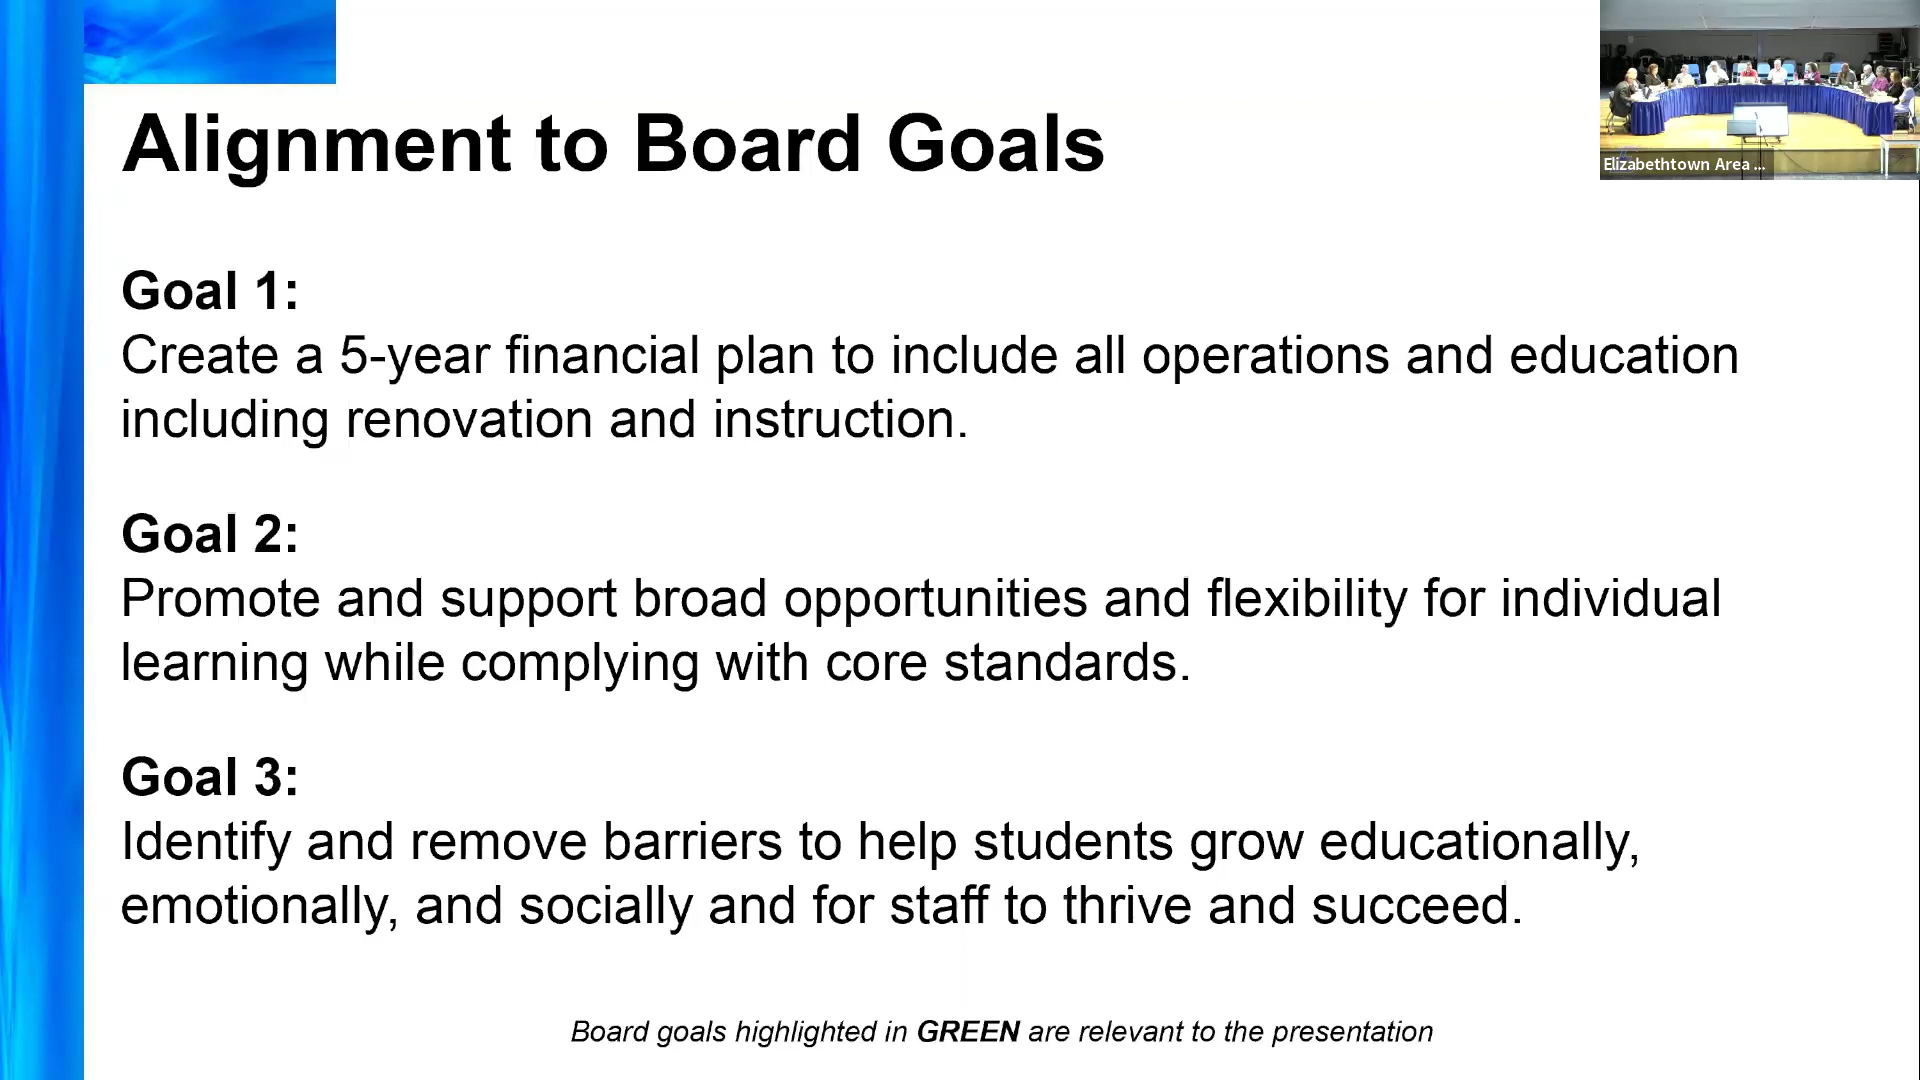 Alignment to Board Goals
Elizabethtown Area ...
Goal 1:
Create a 5-year financial plan to include all operations and education
including renovation and instruction.
Goal 2:
Promote and support broad opportunities and flexibility for individual
learning while complying with core standards.
Goal 3:
Identify and remove barriers to help students grow educationally,
emotionally, and socially and for staff to thrive and succeed.
Board goals highlighted in GREEN are relevant to the presentation